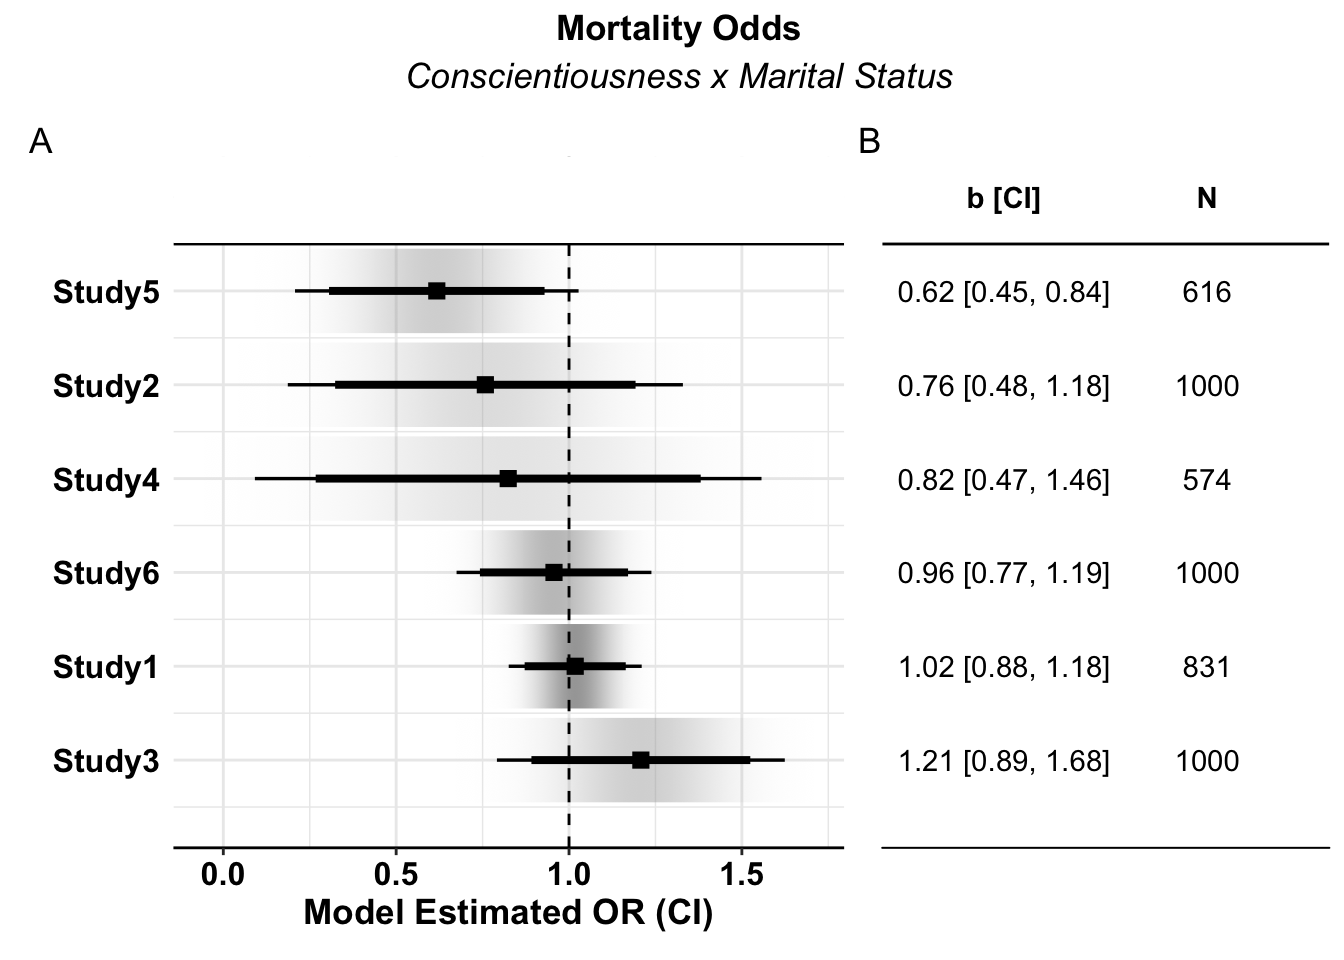 Mortality Odds
Conscientiousness x Marital Status
A
B
b [CI] N
Study5 0.62 [0.45, 0.84] 616
Study2 0.76 [0.48, 1.18] 1000
Study4 0.82 [0.47, 1.46] 574
Study6 0.96 [0.77, 1.19] 1000
Study1 1.02 [0.88, 1.18] 831
Study3 1.21 [0.89, 1.68] 1000
0.0 0.5 1.0 1.5
Model Estimated OR (CI)